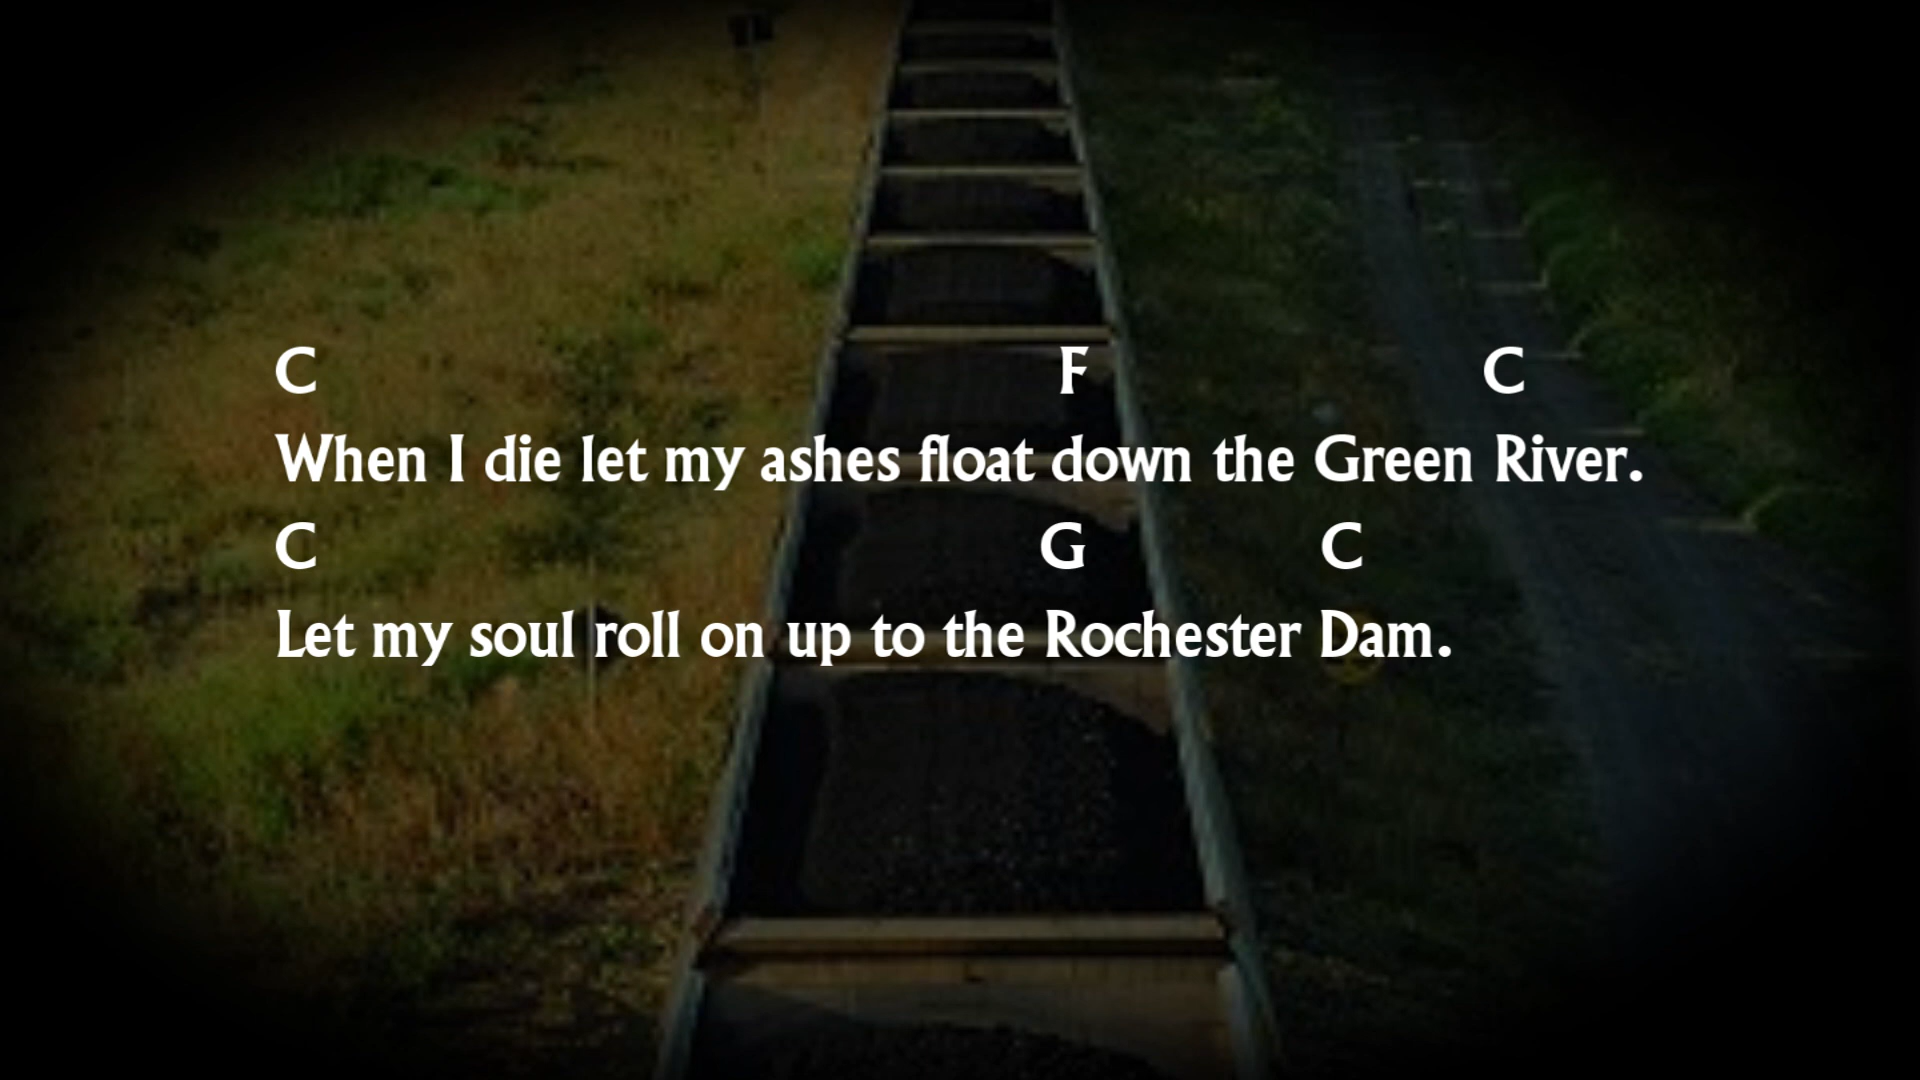 C F C
When I die let my ashes float down the Green River.
C G C
Let my soul roll on up to the Rochester Dam.